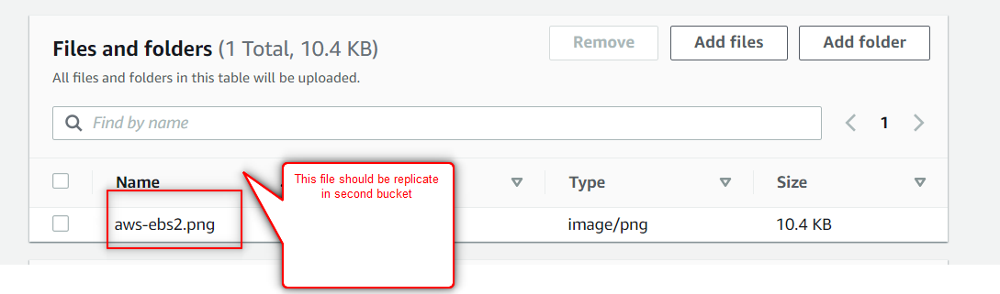 Files and folders (1 Total, 10.4 KB)
Remove
Add files
Add folder
All files and folders in this table will be uploaded.
Find by name
1
Name
Type
Size
This file should be replicate
in second bucket
aws-ebs2.png
image/png
10.4 KB